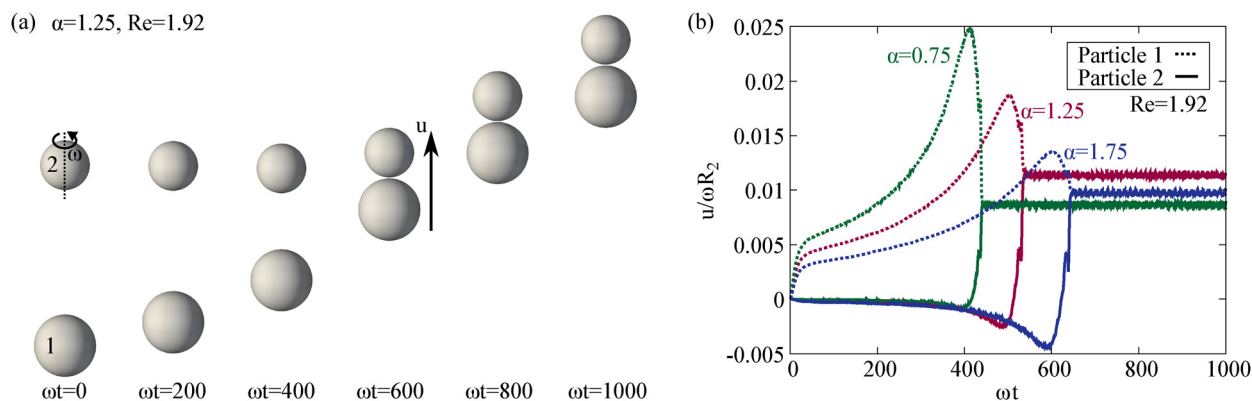 (a) α=1.25, Re=1.92
2
ω
u
1
ωt=0 ωt=200 ωt=400 ωt=600 ωt=800 ωt=1000
(b)
u/ωR₂
0.025
0.02
0.015
0.01
0.005
0
-0.005
α=0.75
α=1.25
α=1.75
Particle 1
Particle 2
Re=1.92
0 200 400 600 800 1000
ωt